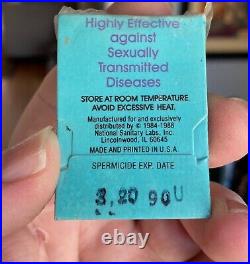 Highly Effective
against
Sexually
Transmitted
Diseases
STORE AT ROOM TEMPERATURE.
AVOID EXCESSIVE HEAT.
Manufactured for and exclusively
distributed by © 1984-1988
National Sanitary Labs, Inc.
Lincolnwood, IL 60645
MADE AND PRINTED IN U.S.A.
SPERMICIDE EXP. DATE
3,20 90U